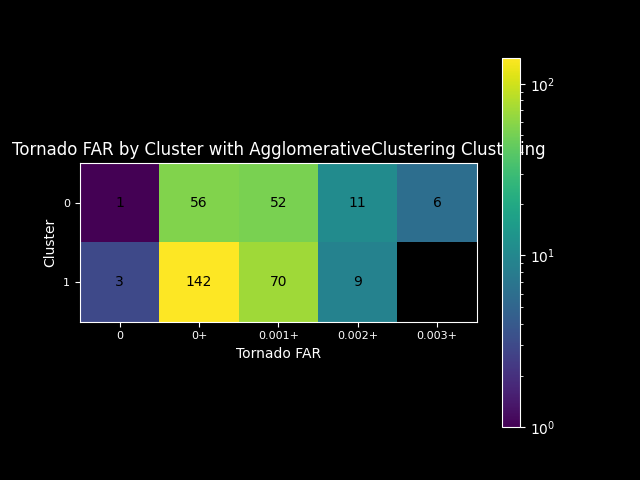 Tornado FAR by Cluster with AgglomerativeClustering Clustering
10²
0 1 56 52 11 6
Cluster
10¹
1 3 142 70 9
0 0+ 0.001+ 0.002+ 0.003+
Tornado FAR
10⁰